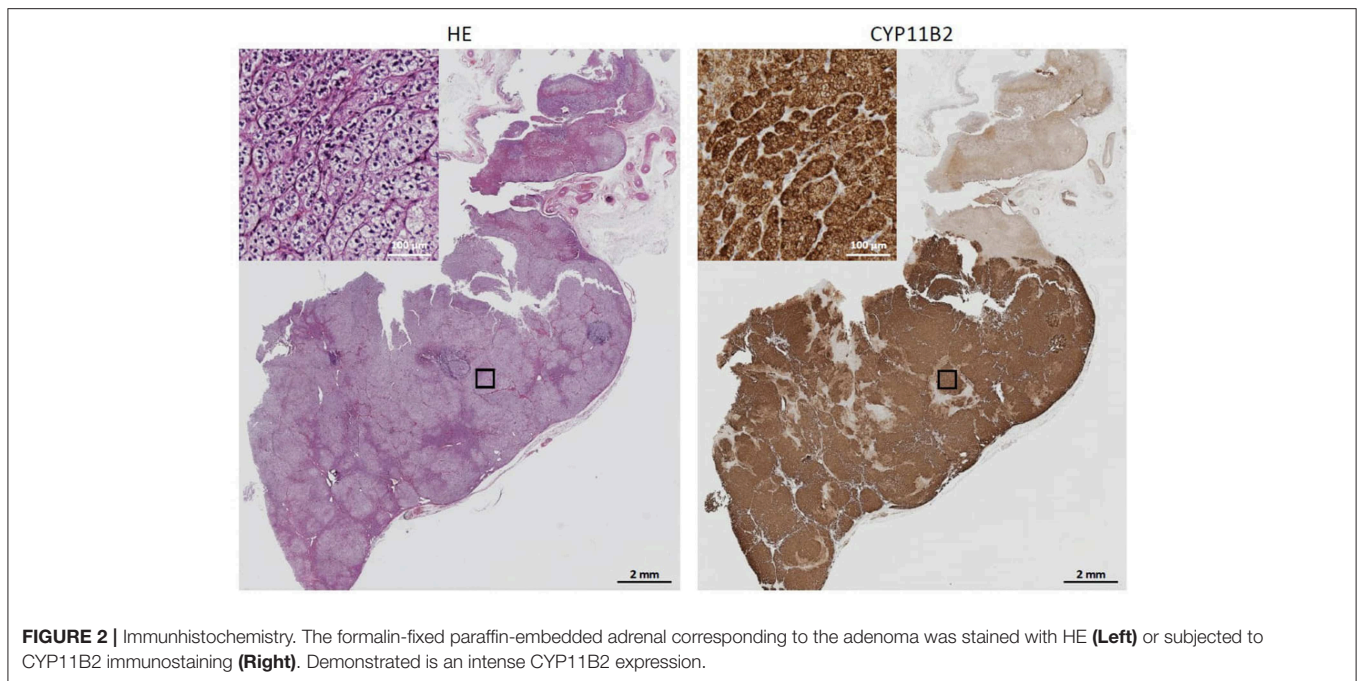 HE
CYP11B2
100 µm
100 µm
2 mm
2 mm
FIGURE 2 | Immunhistochemistry. The formalin-fixed paraffin-embedded adrenal corresponding to the adenoma was stained with HE (Left) or subjected to
CYP11B2 immunostaining (Right). Demonstrated is an intense CYP11B2 expression.